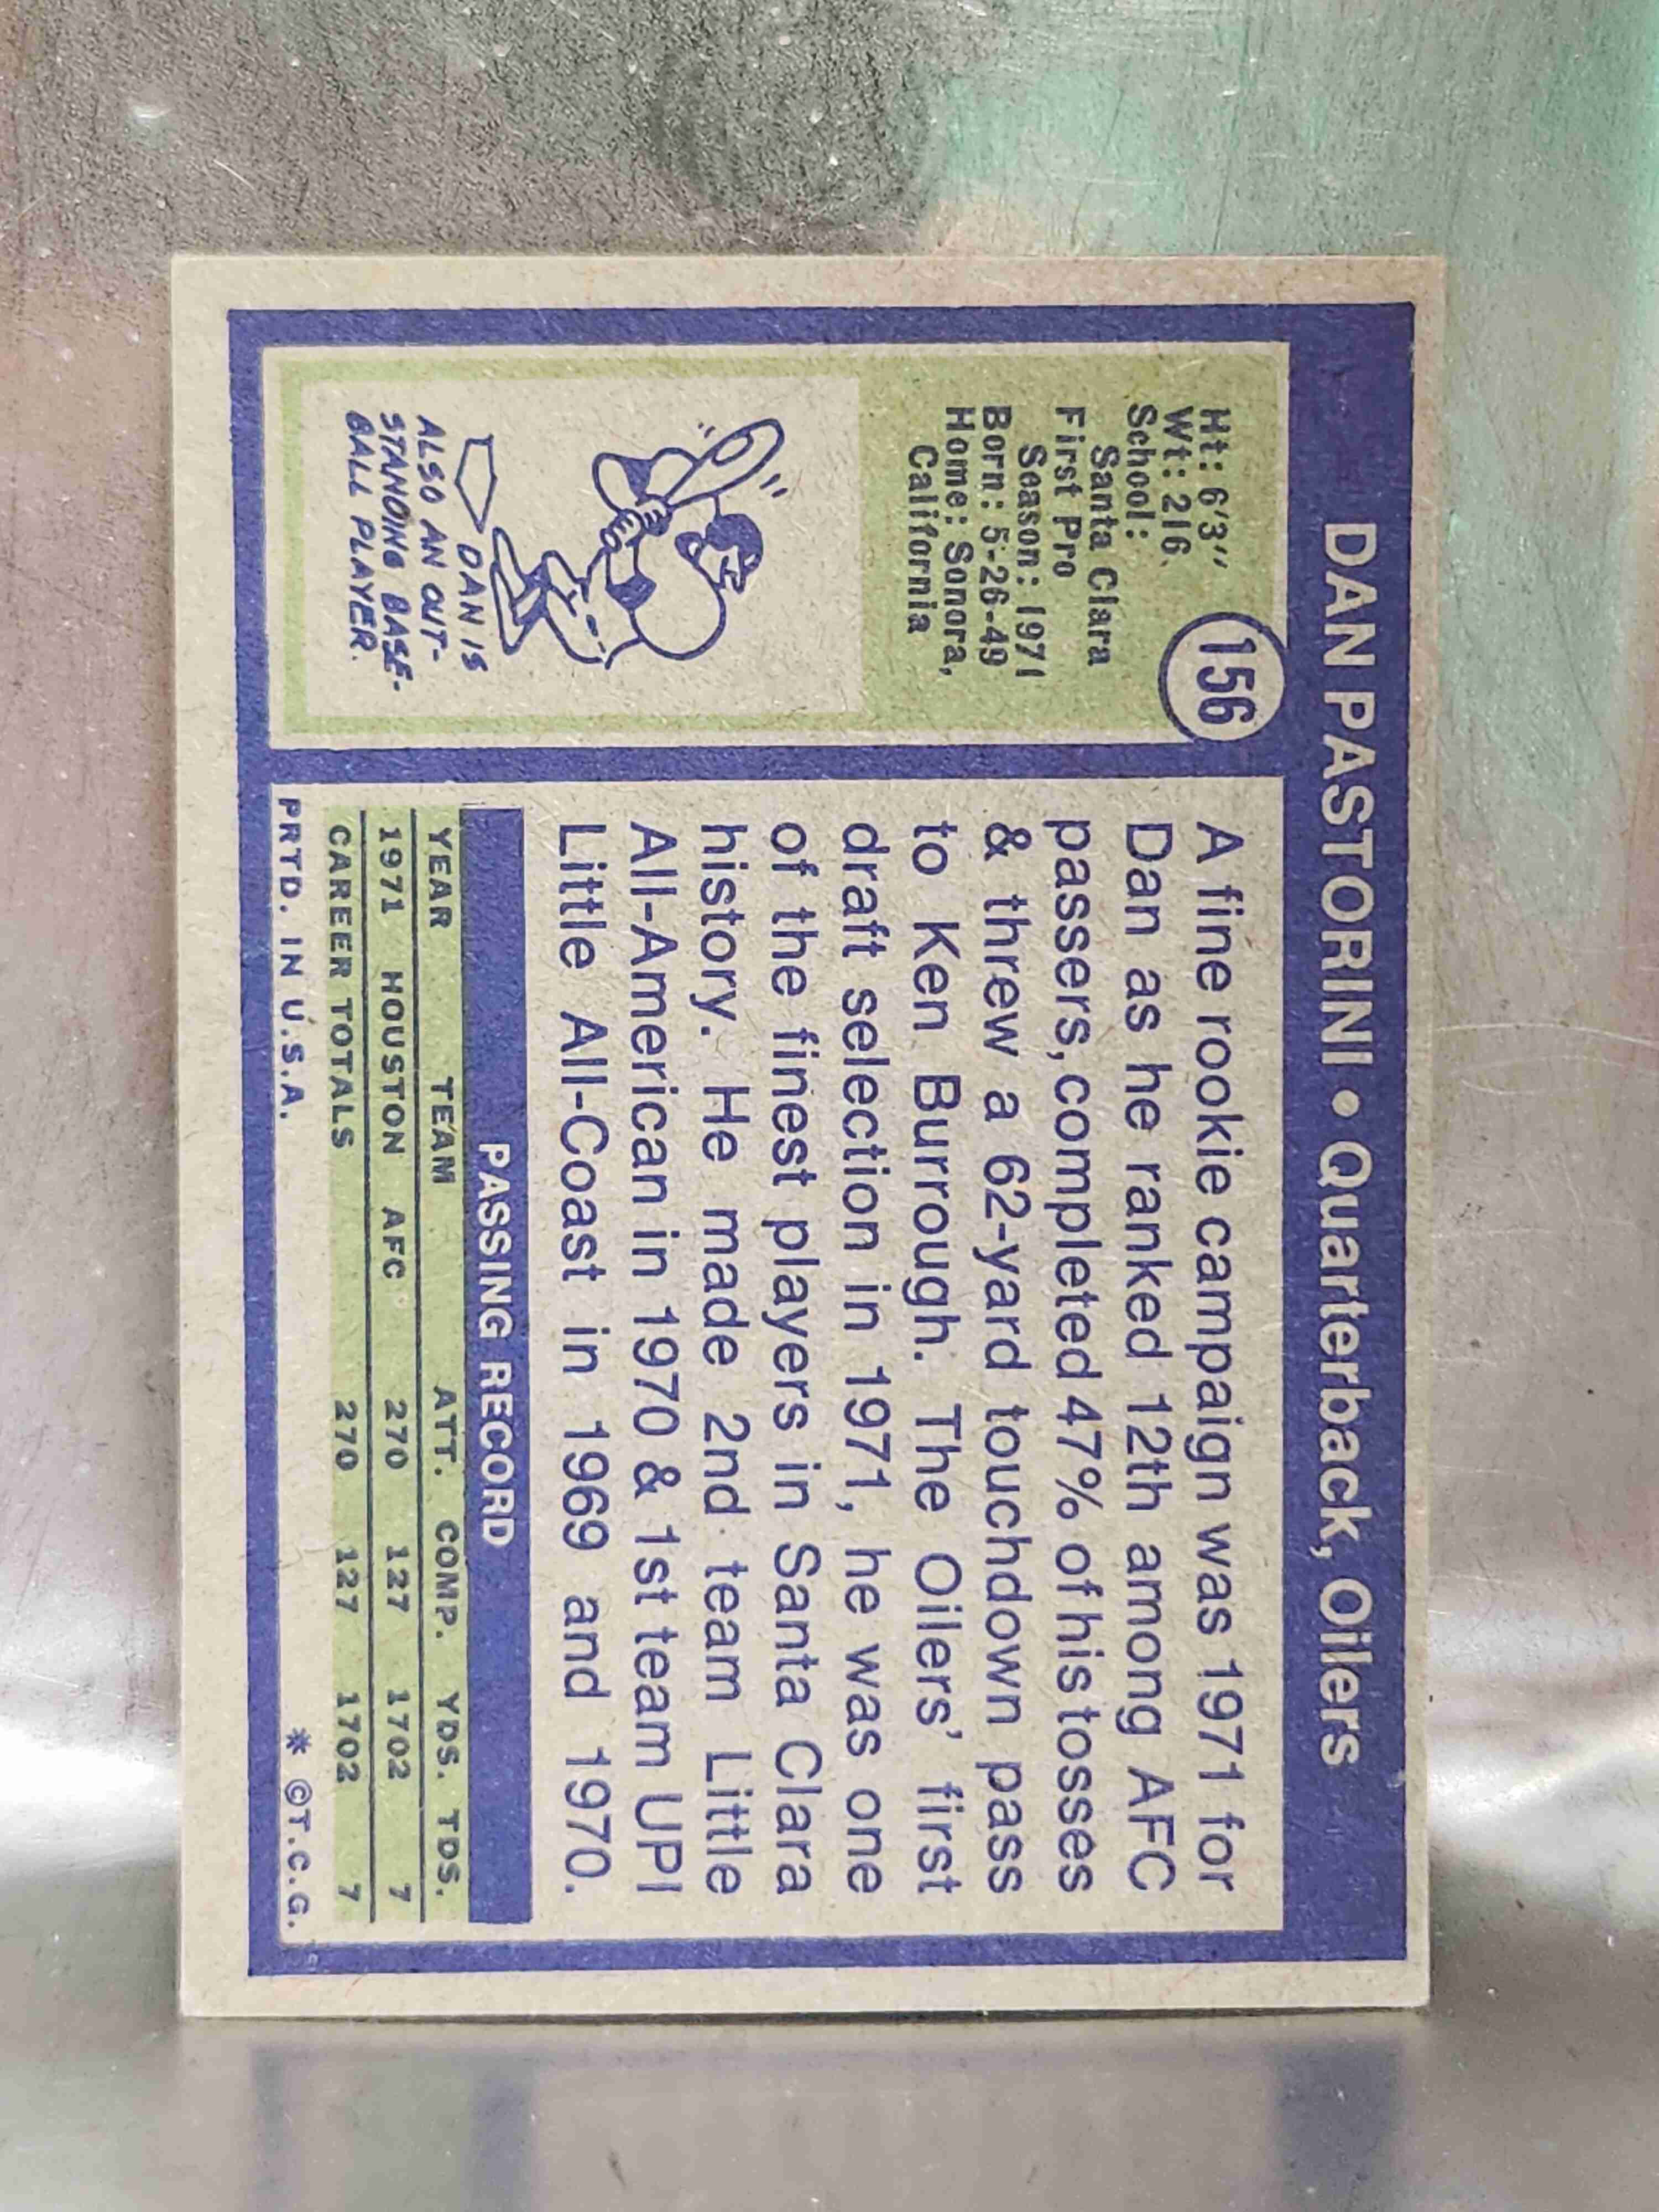 DAN PASTORINI • Quarterback, Oilers
156
Ht: 6'3"
Wt: 216
School:
Santa Clara
First Pro
Season: 1971
Born: 5-26-49
Home: Sonora,
California
DAN IS
ALSO AN OUT-
STANDING BASE-
BALL PLAYER.
A fine rookie campaign was 1971 for
Dan as he ranked 12th among AFC
passers, completed 47% of his tosses
& threw a 62-yard touchdown pass
to Ken Burrough. The Oilers' first
draft selection in 1971, he was one
of the finest players in Santa Clara
history. He made 2nd team Little
All-American in 1970 & 1st team UPI
Little All-Coast in 1969 and 1970.
PASSING RECORD
YEAR TEAM ATT. COMP. YDS. TDS.
1971 HOUSTON AFC 270 127 1702 7
CAREER TOTALS 270 127 1702 7
PRTD. IN U.S.A. * ©T.C.G.